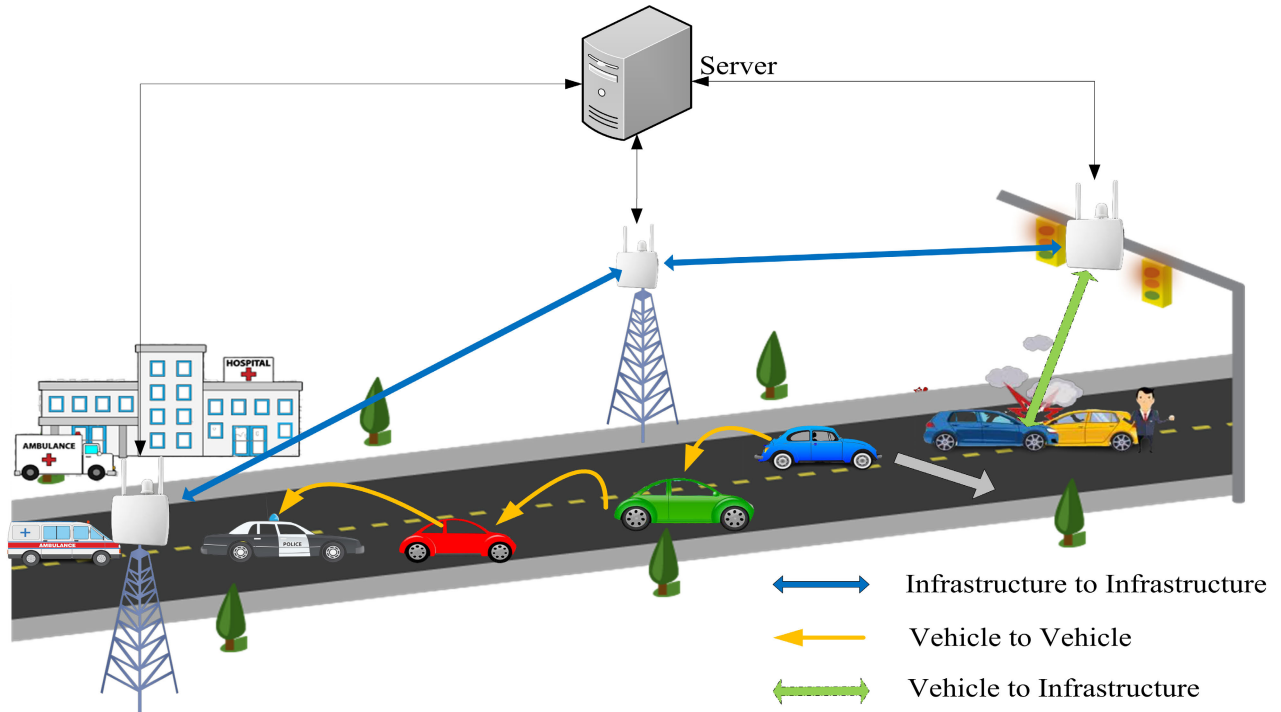 Server
HOSPITAL
AMBULANCE
AMBULANCE
POLICE
Infrastructure to Infrastructure
Vehicle to Vehicle
Vehicle to Infrastructure